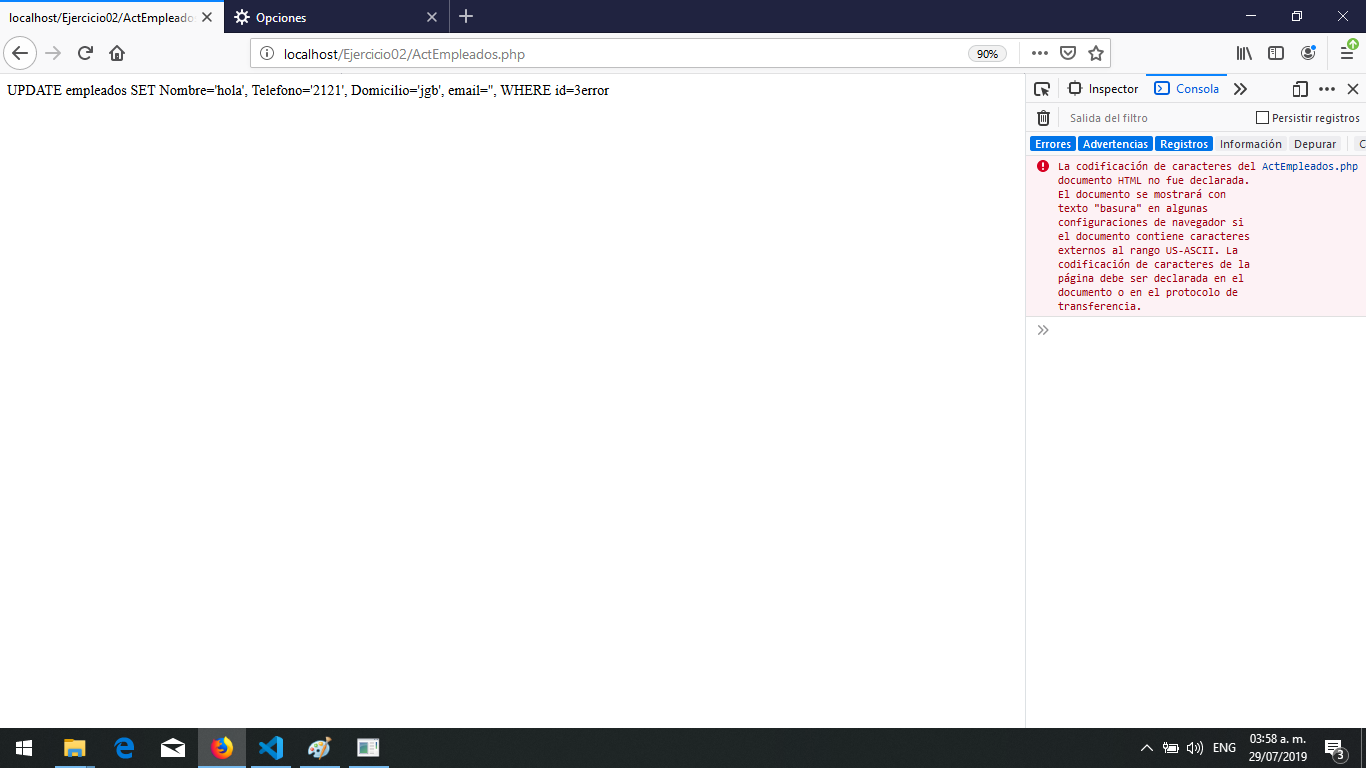 localhost/Ejercicio02/ActEmpleado
Opciones
localhost/Ejercicio02/ActEmpleados.php
90%
UPDATE empleados SET Nombre='hola', Telefono='2121', Domicilio='jgb', email='', WHERE id=3error
Inspector
Consola
Salida del filtro
Persistir registros
Errores
Advertencias
Registros
Información
Depurar
C
La codificación de caracteres del ActEmpleados.php
documento HTML no fue declarada.
El documento se mostrará con
texto "basura" en algunas
configuraciones de navegador si
el documento contiene caracteres
externos al rango US-ASCII. La
codificación de caracteres de la
página debe ser declarada en el
documento o en el protocolo de
transferencia.
ENG
03:58 a. m.
29/07/2019
3